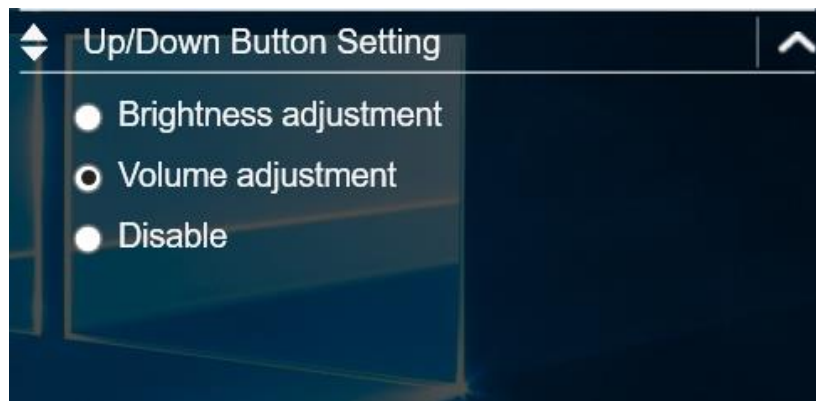 Up/Down Button Setting
Brightness adjustment
Volume adjustment
Disable